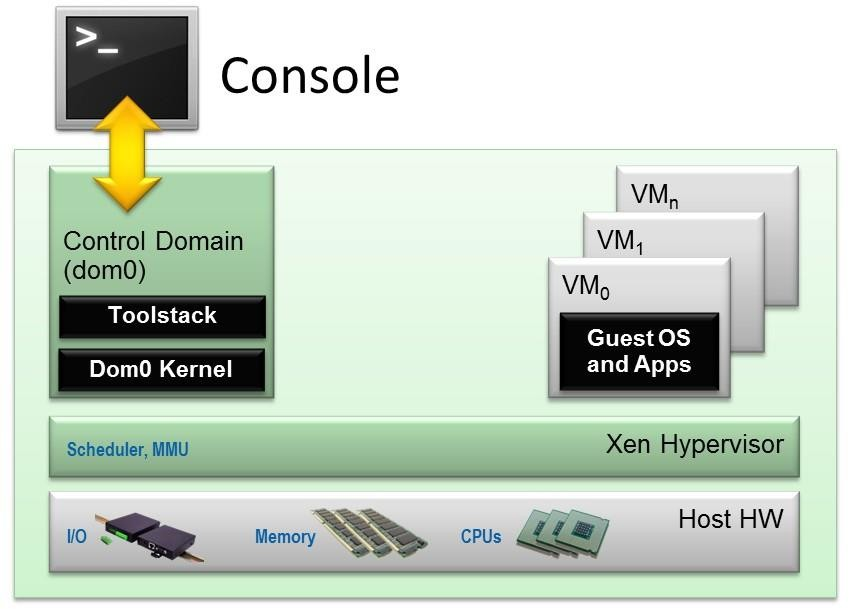 >_
Console
Control Domain
(dom0)
Toolstack
Dom0 Kernel
VMn
VM1
VM0
Guest OS
and Apps
Scheduler, MMU
Xen Hypervisor
I/O
Memory
CPUs
Host HW